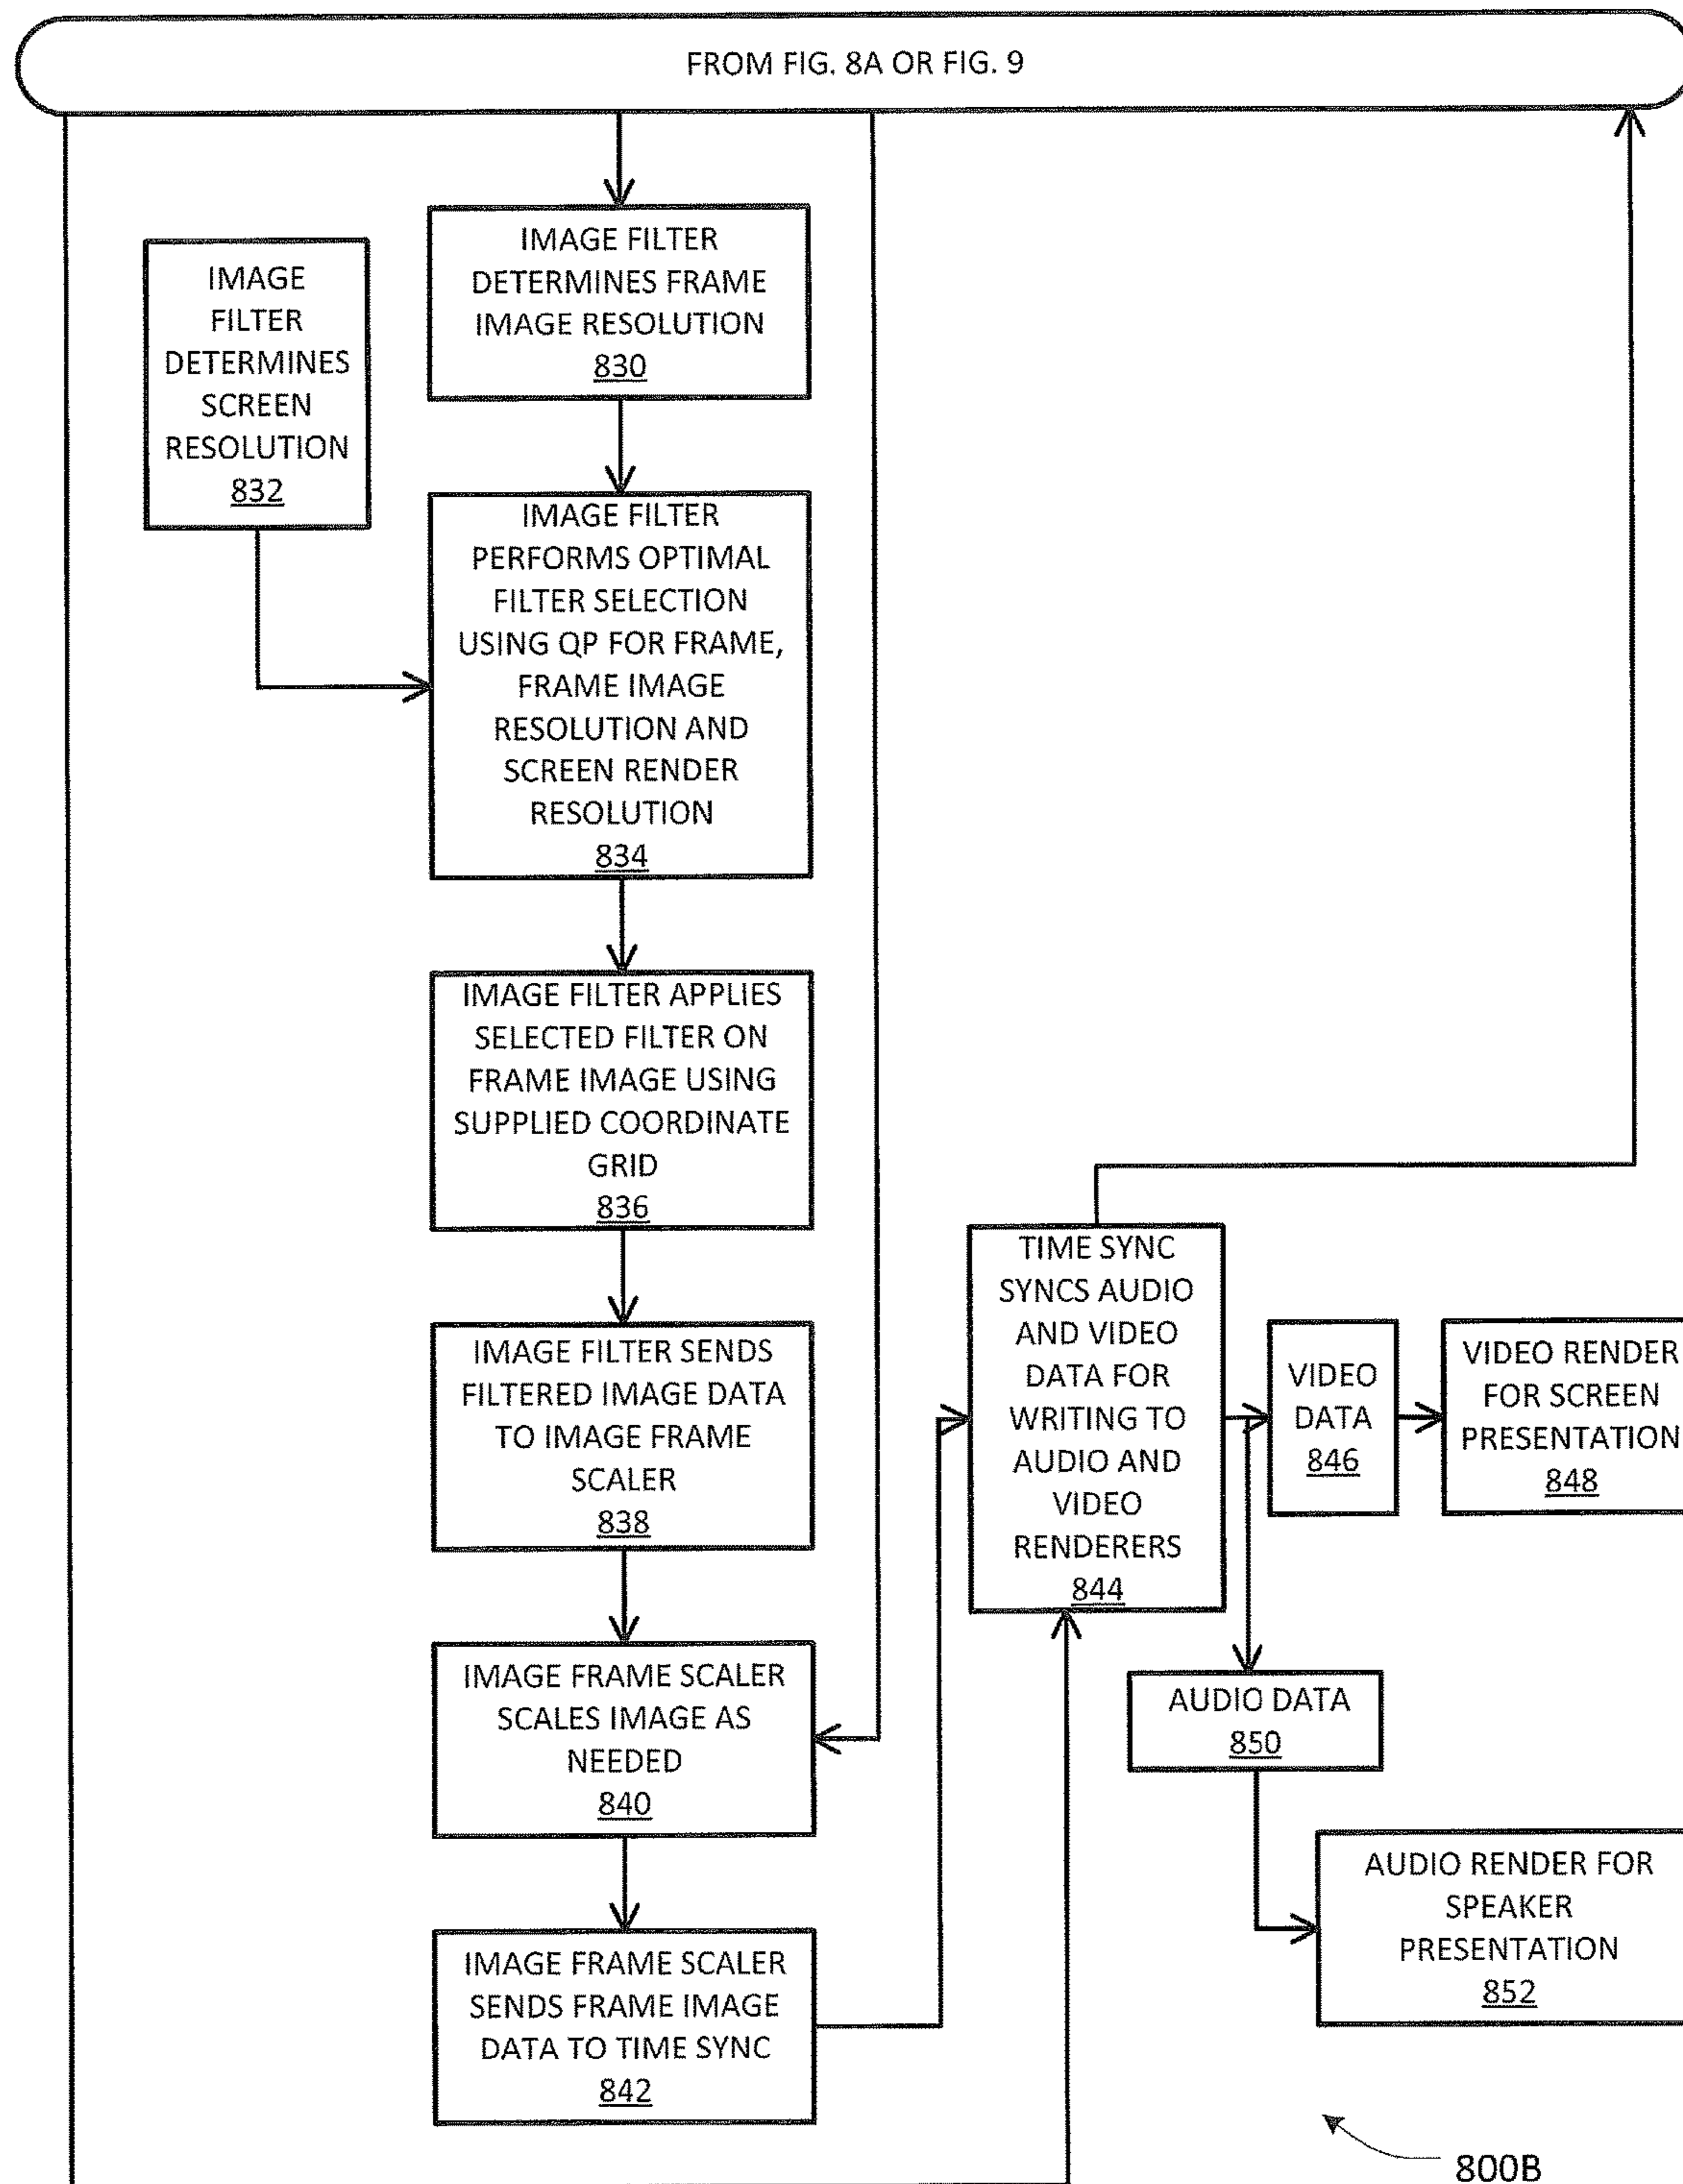 FROM FIG. 8A OR FIG. 9
IMAGE FILTER
DETERMINES FRAME
IMAGE RESOLUTION
830
IMAGE
FILTER
DETERMINES
SCREEN
RESOLUTION
832
IMAGE FILTER
PERFORMS OPTIMAL
FILTER SELECTION
USING QP FOR FRAME,
FRAME IMAGE
RESOLUTION AND
SCREEN RENDER
RESOLUTION
834
IMAGE FILTER APPLIES
SELECTED FILTER ON
FRAME IMAGE USING
SUPPLIED COORDINATE
GRID
836
IMAGE FILTER SENDS
FILTERED IMAGE DATA
TO IMAGE FRAME
SCALER
838
IMAGE FRAME SCALER
SCALES IMAGE AS
NEEDED
840
IMAGE FRAME SCALER
SENDS FRAME IMAGE
DATA TO TIME SYNC
842
TIME SYNC
SYNCS AUDIO
AND VIDEO
DATA FOR
WRITING TO
AUDIO AND
VIDEO
RENDERERS
844
VIDEO
DATA
846
VIDEO RENDER
FOR SCREEN
PRESENTATION
848
AUDIO DATA
850
AUDIO RENDER FOR
SPEAKER
PRESENTATION
852
800B